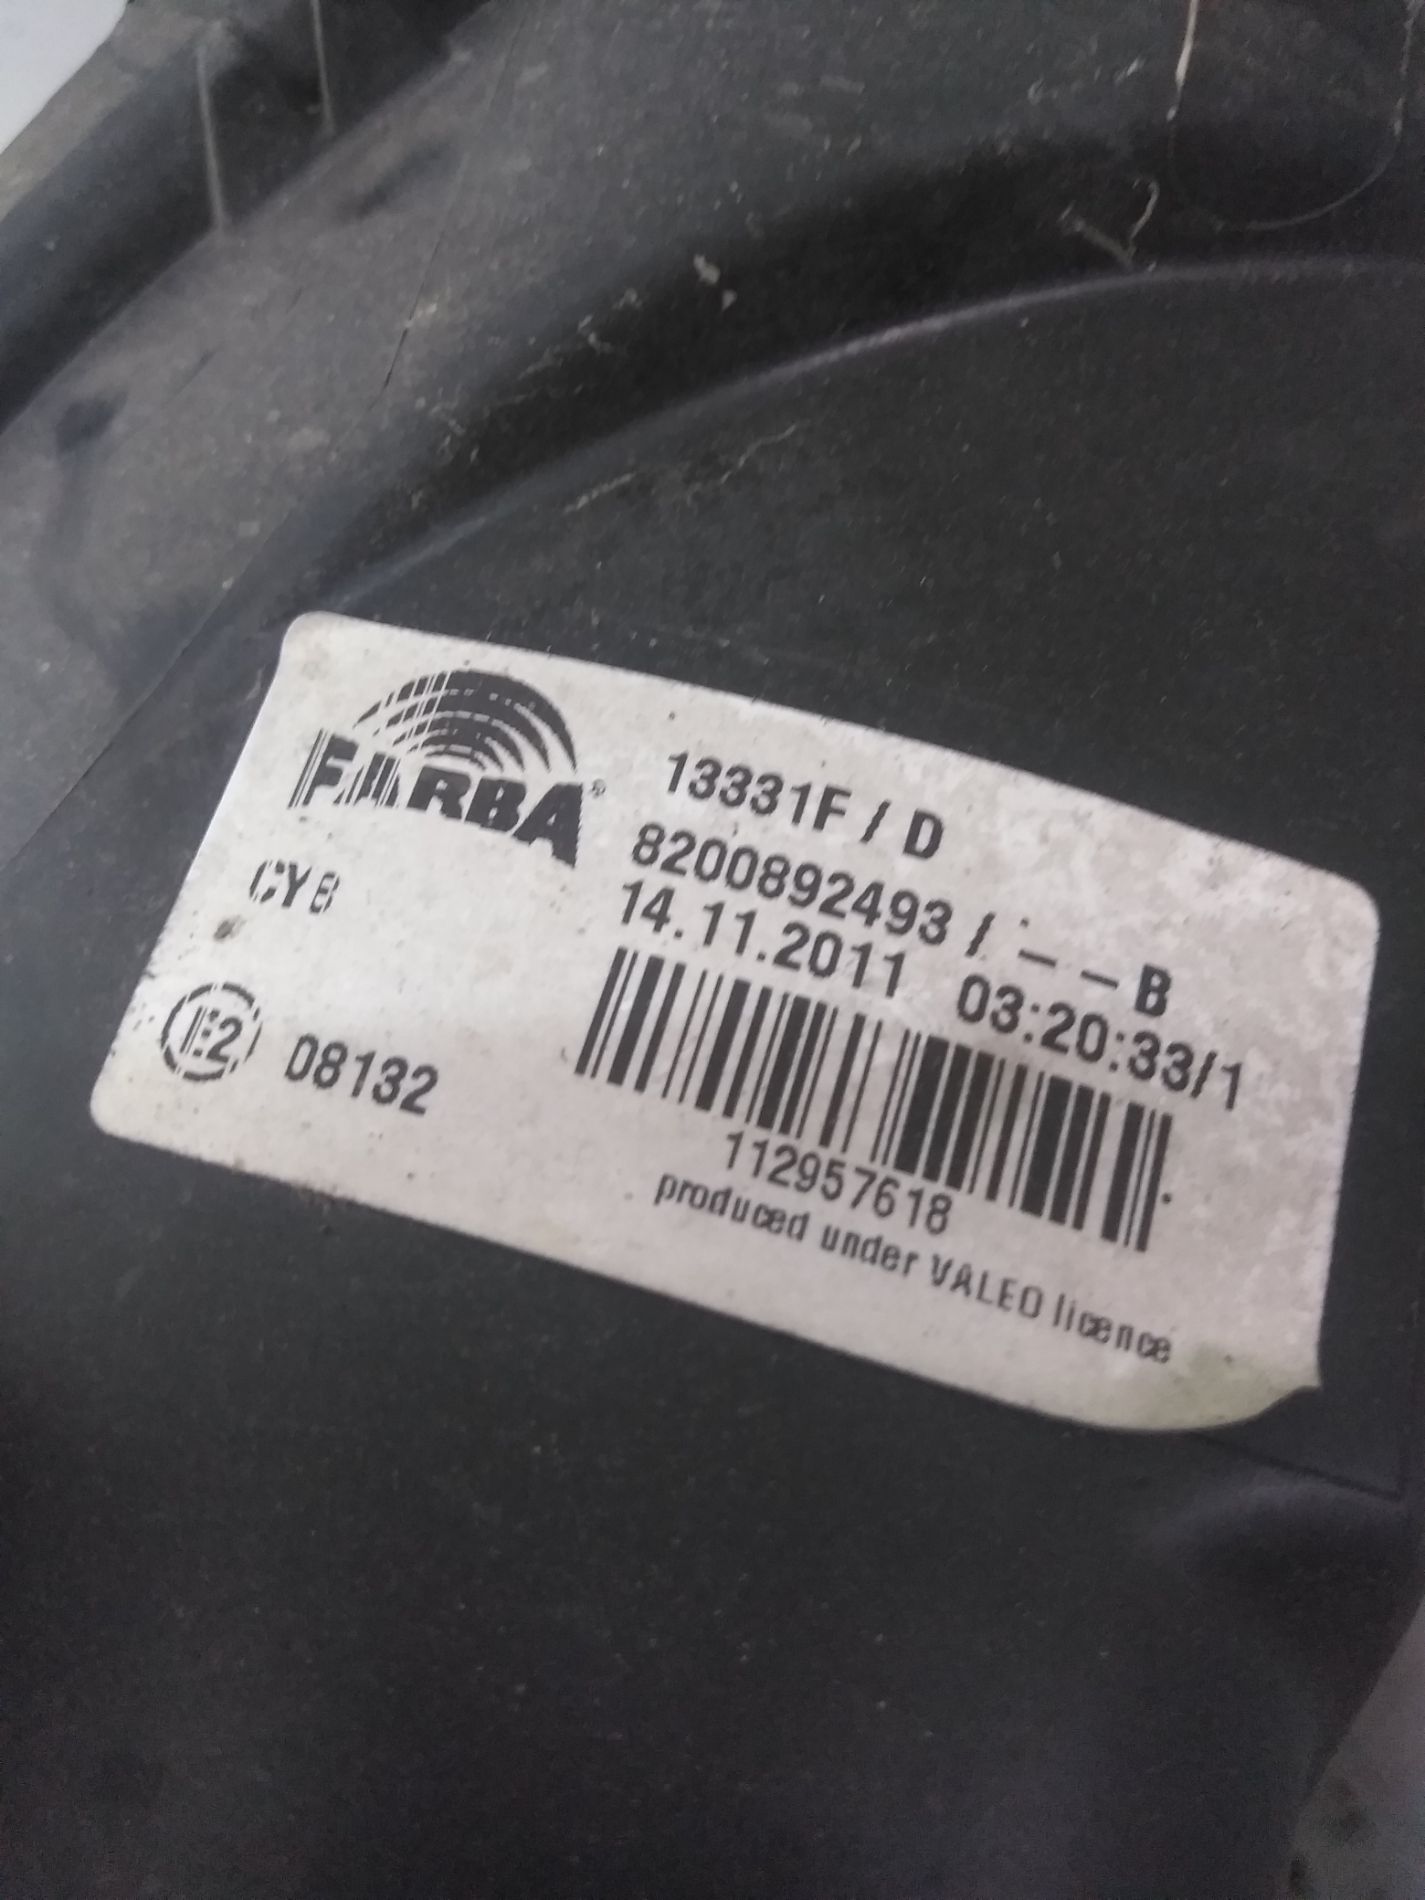 FARBA®
13331F / D
8200892493 / - - B
14.11.2011 03:20:33/1
CY8
E2 08132
112957618
produced under VALEO licence